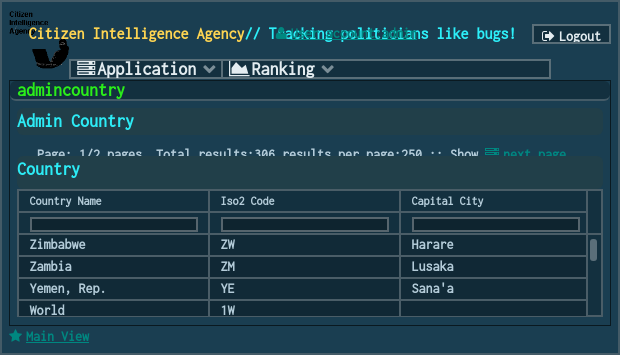 Citizen
Intelligence
Agency
Citizen Intelligence Agency// Tracking politicians like bugs!
Logout
Application Ranking
admincountry
Admin Country
Page: 1/2 pages. Total results:306 results per page:250 :: Show next page
Country
Country Name Iso2 Code Capital City
Zimbabwe ZW Harare
Zambia ZM Lusaka
Yemen, Rep. YE Sana'a
World 1W
Main View